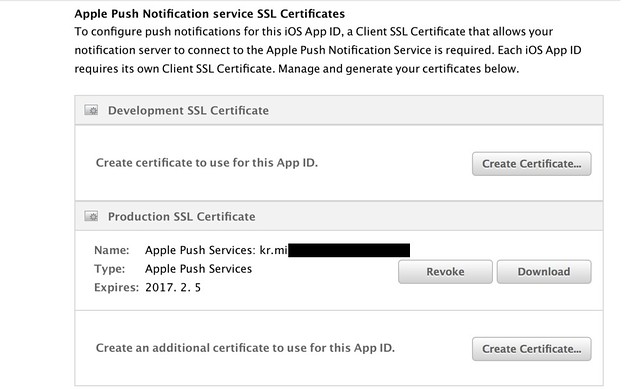 Apple Push Notification service SSL Certificates
To configure push notifications for this iOS App ID, a Client SSL Certificate that allows your
notification server to connect to the Apple Push Notification Service is required. Each iOS App ID
requires its own Client SSL Certificate. Manage and generate your certificates below.
Development SSL Certificate
Create certificate to use for this App ID.
Create Certificate...
Production SSL Certificate
Name: Apple Push Services: kr.mi
Type: Apple Push Services
Revoke
Download
Expires: 2017. 2. 5
Create an additional certificate to use for this App ID.
Create Certificate...